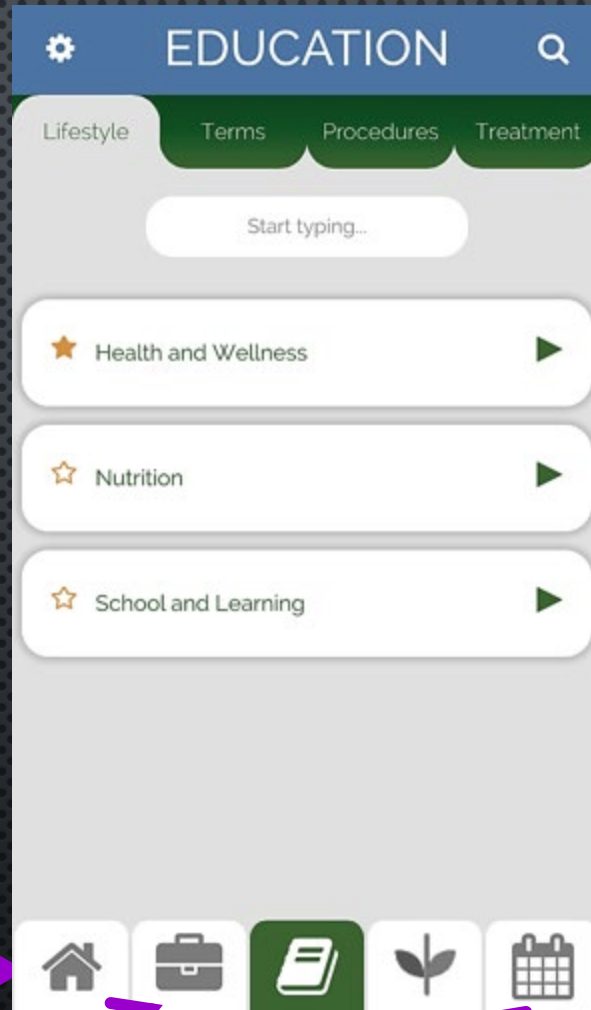 EDUCATION
Lifestyle Terms Procedures Treatment
Start typing...
Health and Wellness
Nutrition
School and Learning